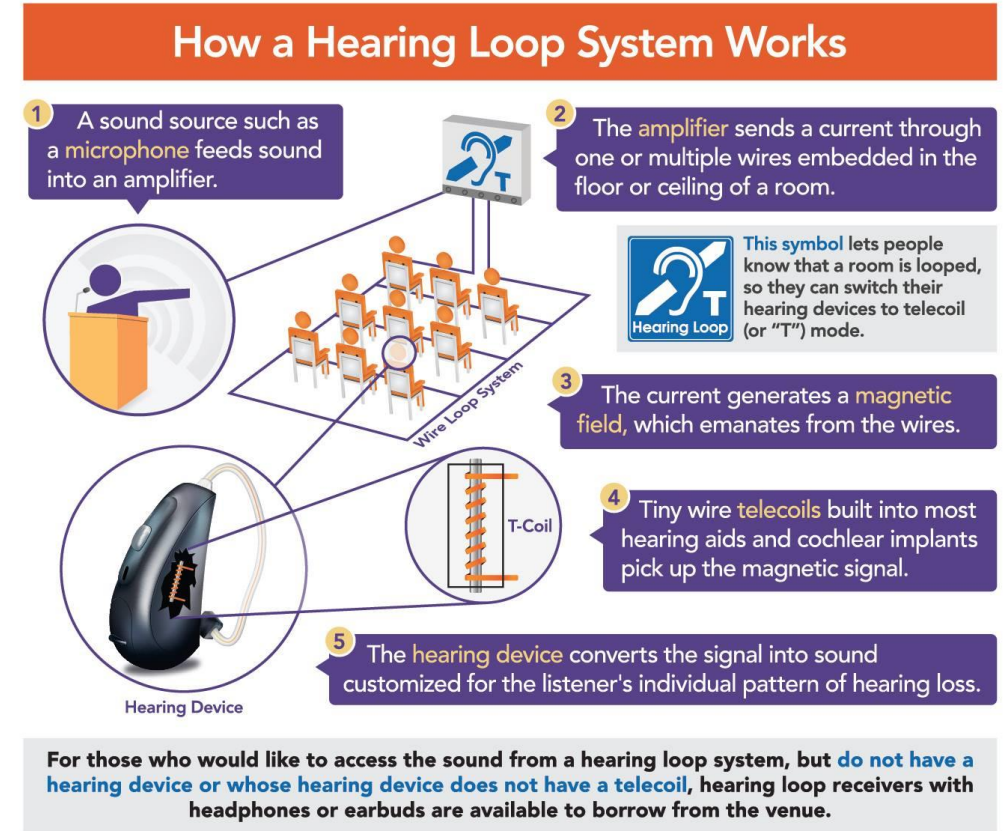 How a Hearing Loop System Works
1
A sound source such as
a microphone feeds sound
into an amplifier.
T
2
The amplifier sends a current through
one or multiple wires embedded in the
floor or ceiling of a room.
T
Hearing Loop
This symbol lets people
know that a room is looped,
so they can switch their
hearing devices to telecoil
(or “T”) mode.
Wire Loop System
3
The current generates a magnetic
field, which emanates from the wires.
T-Coil
4
Tiny wire telecoils built into most
hearing aids and cochlear implants
pick up the magnetic signal.
5
The hearing device converts the signal into sound
customized for the listener's individual pattern of hearing loss.
Hearing Device
For those who would like to access the sound from a hearing loop system, but do not have a
hearing device or whose hearing device does not have a telecoil, hearing loop receivers with
headphones or earbuds are available to borrow from the venue.